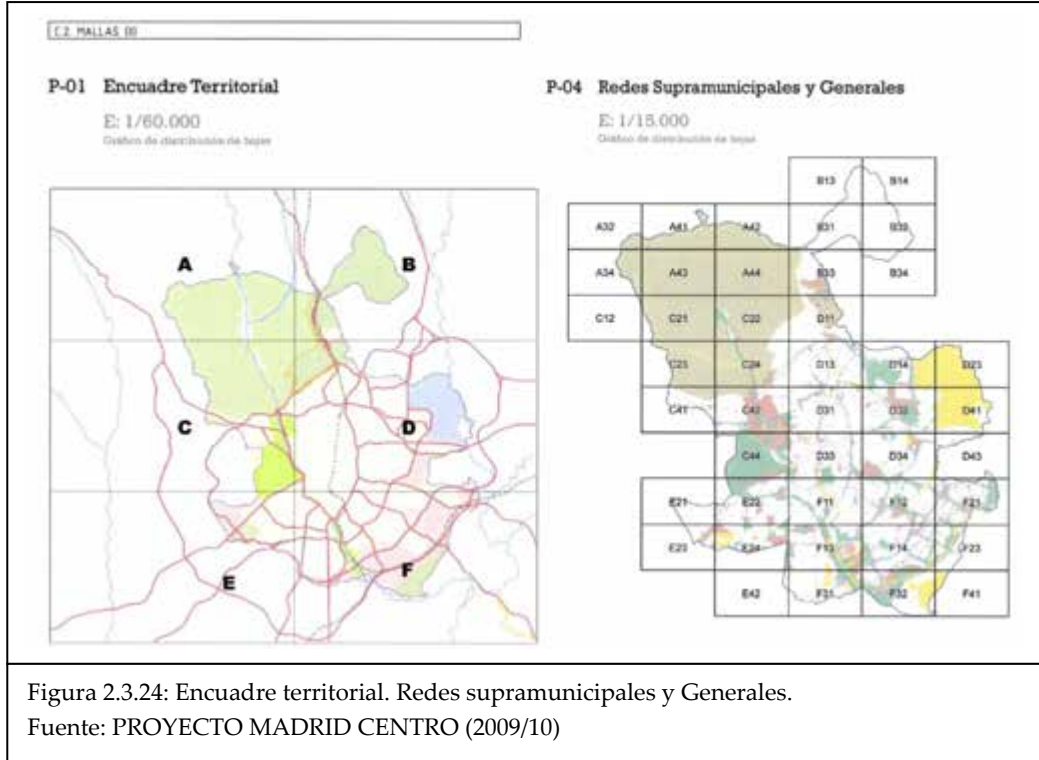 C.2. MALLAS (I)
P-01 Encuadre Territorial
E: 1/60.000
Gráfico de distribución de hojas
A
B
C
D
E
F
P-04 Redes Supramunicipales y Generales
E: 1/15.000
Gráfico de distribución de hojas
B13 B14
A32 A41 A42 B31 B32
A34 A43 A44 B33 B34
C12 C21 C22 D11
C23 C24 D13 D14 D23
C41 C42 D31 D32 D41
C44 D33 D34 D43
E21 E22 F11 F12 F21
E23 E24 F13 F14 F23
E42 F31 F32 F41
Figura 2.3.24: Encuadre territorial. Redes supramunicipales y Generales.
Fuente: PROYECTO MADRID CENTRO (2009/10)